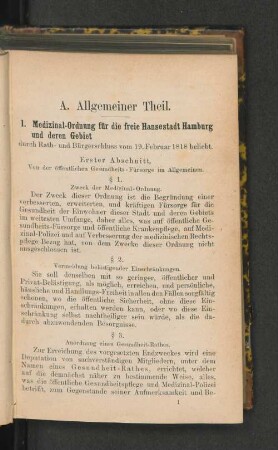 A. Allgemeiner Theil.
1. Medizinal-Ordnung für die freie Hansestadt Hamburg
und deren Gebiet
durch Rath- und Bürgerschluss vom 19. Februar 1818 beliebt.
Erster Abschnitt,
Von der öffentlichen Gesundheits-Fürsorge im Allgemeinen.
§ 1.
Zweck der Medizinal-Ordnung.
Der Zweck dieser Ordnung ist die Begründung einer
verbesserten, erweiterten, und kräftigen Fürsorge für die
Gesundheit der Einwohner dieser Stadt und deren Gebiets
im weitesten Umfange, daher alles, was auf öffentliche Ge-
sundheits-Fürsorge und öffentliche Krankenpflege, auf Medi-
zinal-Polizei und auf Verbesserung der medizinischen Rechts-
pflege Bezug hat, von dem Zwecke dieser Ordnung nicht
ausgeschlossen ist.
§ 2.
Vermeidung belästigender Einschränkungen.
Sie soll denselben mit so geringer, öffentlicher und
Privat-Belästigung, als möglich, erreichen, und persönliche,
häusliche und Handlungs-Freiheit in allen den Fällen sorgfältig
schonen, wo die öffentliche Sicherheit, ohne diese Ein-
schränkungen, erhalten werden kann, oder wo diese Ein-
schränkung selbst nachtheiliger sein würde, als die da-
durch abzuwendenden Besorgnisse.
§ 3.
Anordnung eines Gesundheit-Rathes.
Zur Erreichung des vorgesetzten Endzweckes wird eine
Deputation von sachverständigen Mitgliedern, unter dem
Namen eines Gesundheit-Rathes, errichtet, welcher
auf die demnächst näher zu bestimmende Weise, alles,
was die öffentliche Gesundheitspflege und Medizinal-Polizei
betrifft, zum Gegenstande seiner Aufmerksamkeit und Be-
1